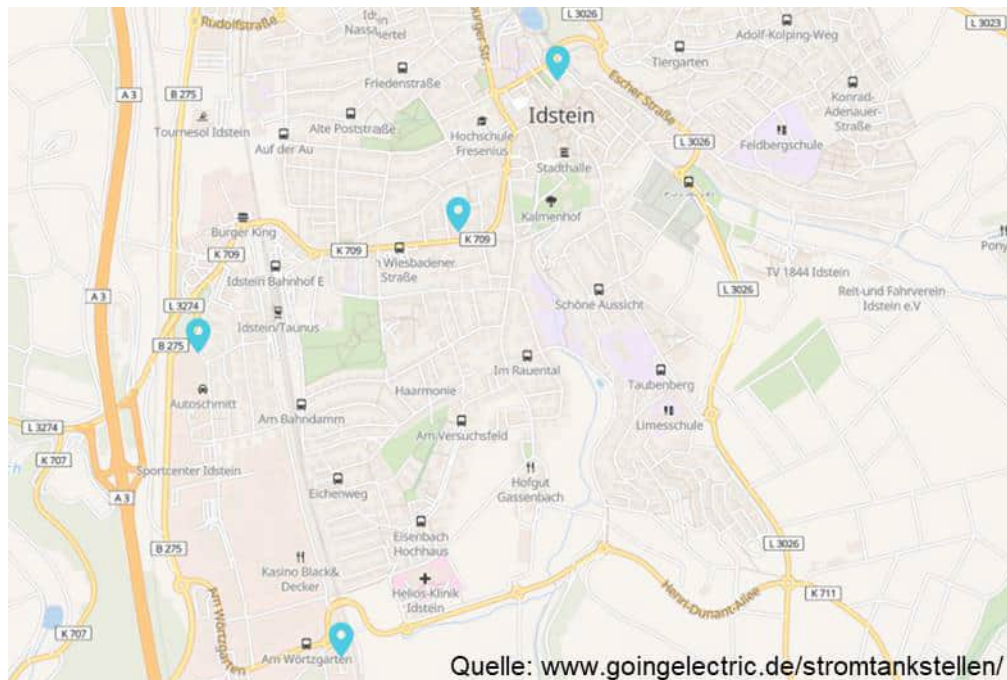 L 3026
L 3023
Rudolfstraße
Adolf-Kolping-Weg
Tiergarten
Friedenstraße
A 3
B 275
Escher Straße
Konrad-
Adenauer-
Straße
Tournesol Idstein
Alte Poststraße
Idstein
Auf der Au
Hochschule
Fresenius
L 3026
Feldbergschule
Stadthalle
Kalmenhof
Burger King
K 709
K 709
Wiesbadener
Straße
Idstein Bahnhof E
TV 1844 Idstein
Reit-und Fahrverein
Idstein e.V
A 3
L 3274
Schöne Aussicht
L 3026
Idstein/Taunus
B 275
Im Rauental
Taubenberg
Haarmonie
Autoschmitt
Am Bahndamm
Limesschule
L 3274
Am Versuchsfeld
K 707
Sportcenter Idstein
Hofgut
Gassenbach
Eichenweg
A 3
Eisenbach
Hochhaus
B 275
L 3026
Kasino Black&
Decker
Helios-Klinik
Idstein
Henri-Dunant-Allee
K 711
Am Wörtzgarten
K 707
Am Wörtzgarten
Quelle: www.goingelectric.de/stromtankstellen/